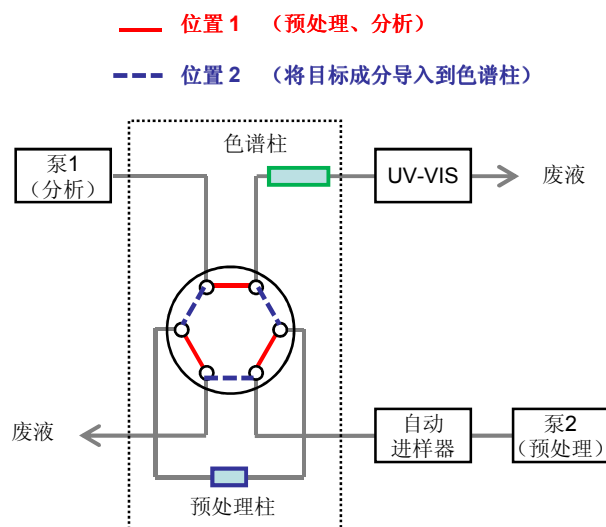 位置 1 （预处理、分析）
位置 2 （将目标成分导入到色谱柱）
色谱柱
泵1
（分析）
UV-VIS
废液
废液
自动
进样器
泵2
（预处理）
预处理柱